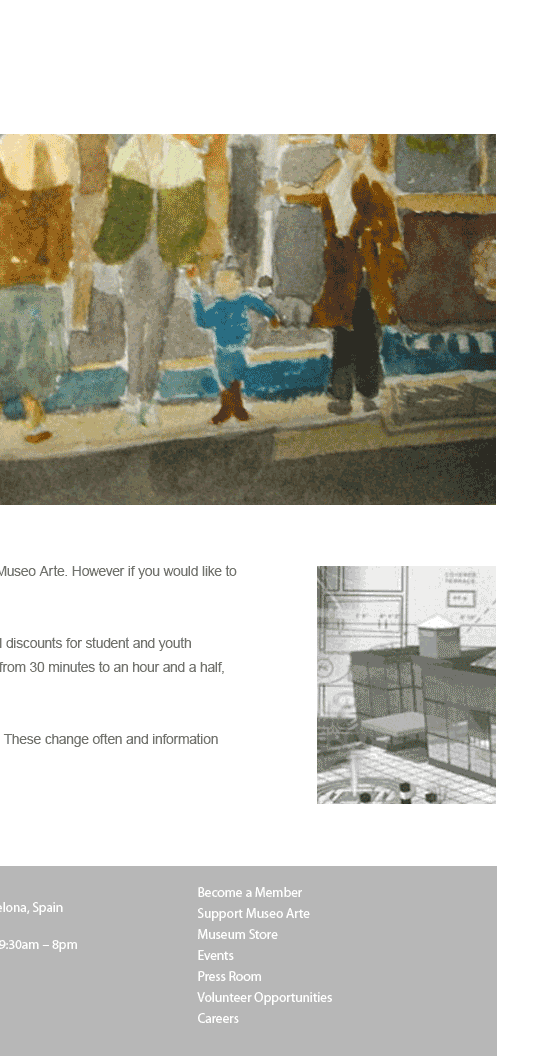 Museo Arte. However if you would like to
discounts for student and youth
from 30 minutes to an hour and a half,
These change often and information
COVERED
TERRACE
elona, Spain
9:30am – 8pm
Become a Member
Support Museo Arte
Museum Store
Events
Press Room
Volunteer Opportunities
Careers